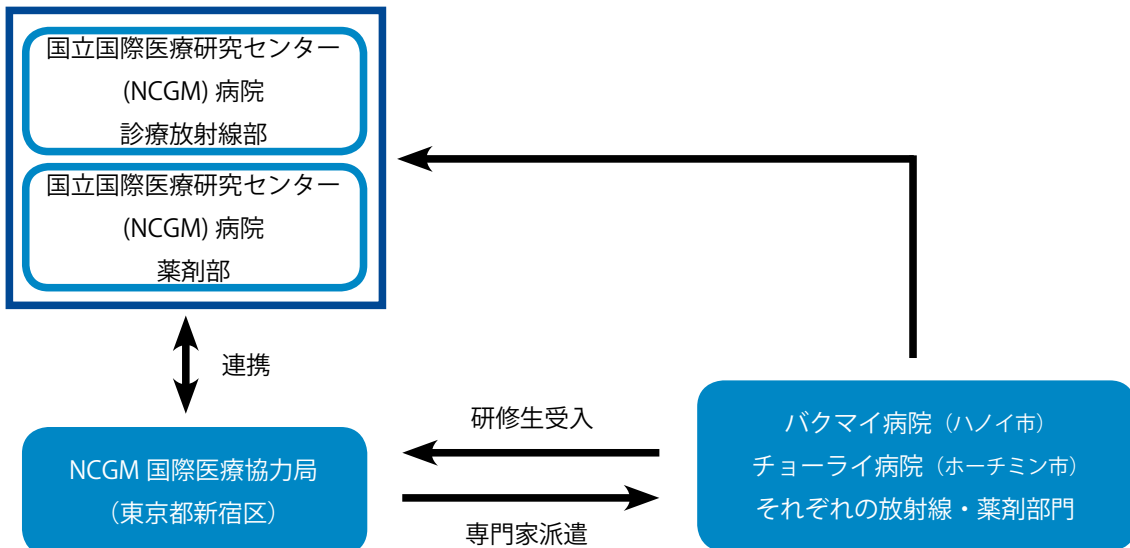 国立国際医療研究センター
(NCGM) 病院
診療放射線部
国立国際医療研究センター
(NCGM) 病院
薬剤部
連携
NCGM 国際医療協力局
（東京都新宿区）
研修生受入
専門家派遣
バクマイ病院（ハノイ市）
チョーライ病院（ホーチミン市）
それぞれの放射線・薬剤部門